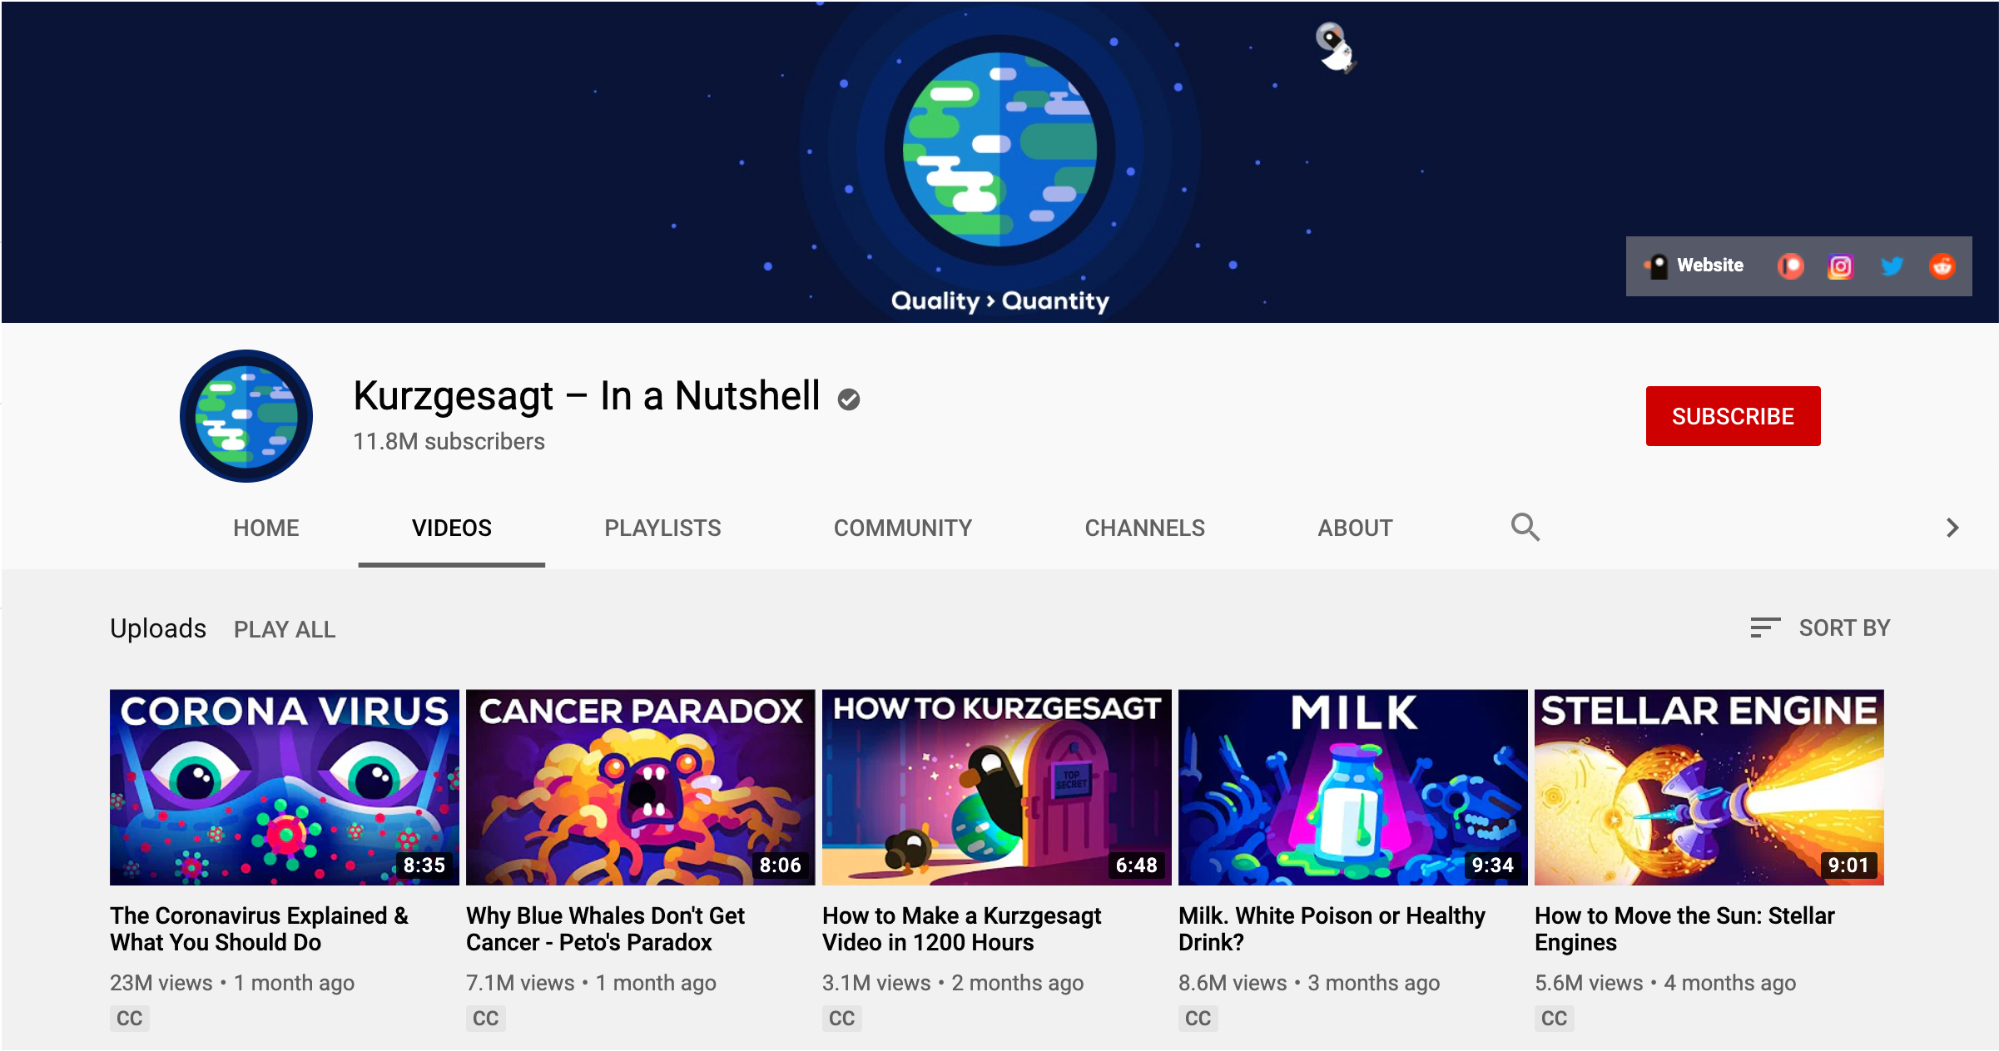 Quality > Quantity
Website
Kurzgesagt – In a Nutshell
11.8M subscribers
SUBSCRIBE
HOME
VIDEOS
PLAYLISTS
COMMUNITY
CHANNELS
ABOUT
Uploads
PLAY ALL
SORT BY
CORONA VIRUS
8:35
The Coronavirus Explained &
What You Should Do
23M views • 1 month ago
CC
CANCER PARADOX
8:06
Why Blue Whales Don't Get
Cancer - Peto's Paradox
7.1M views • 1 month ago
CC
HOW TO KURZGESAGT
TOP
SECRET
6:48
How to Make a Kurzgesagt
Video in 1200 Hours
3.1M views • 2 months ago
CC
MILK
9:34
Milk. White Poison or Healthy
Drink?
8.6M views • 3 months ago
CC
STELLAR ENGINE
9:01
How to Move the Sun: Stellar
Engines
5.6M views • 4 months ago
CC